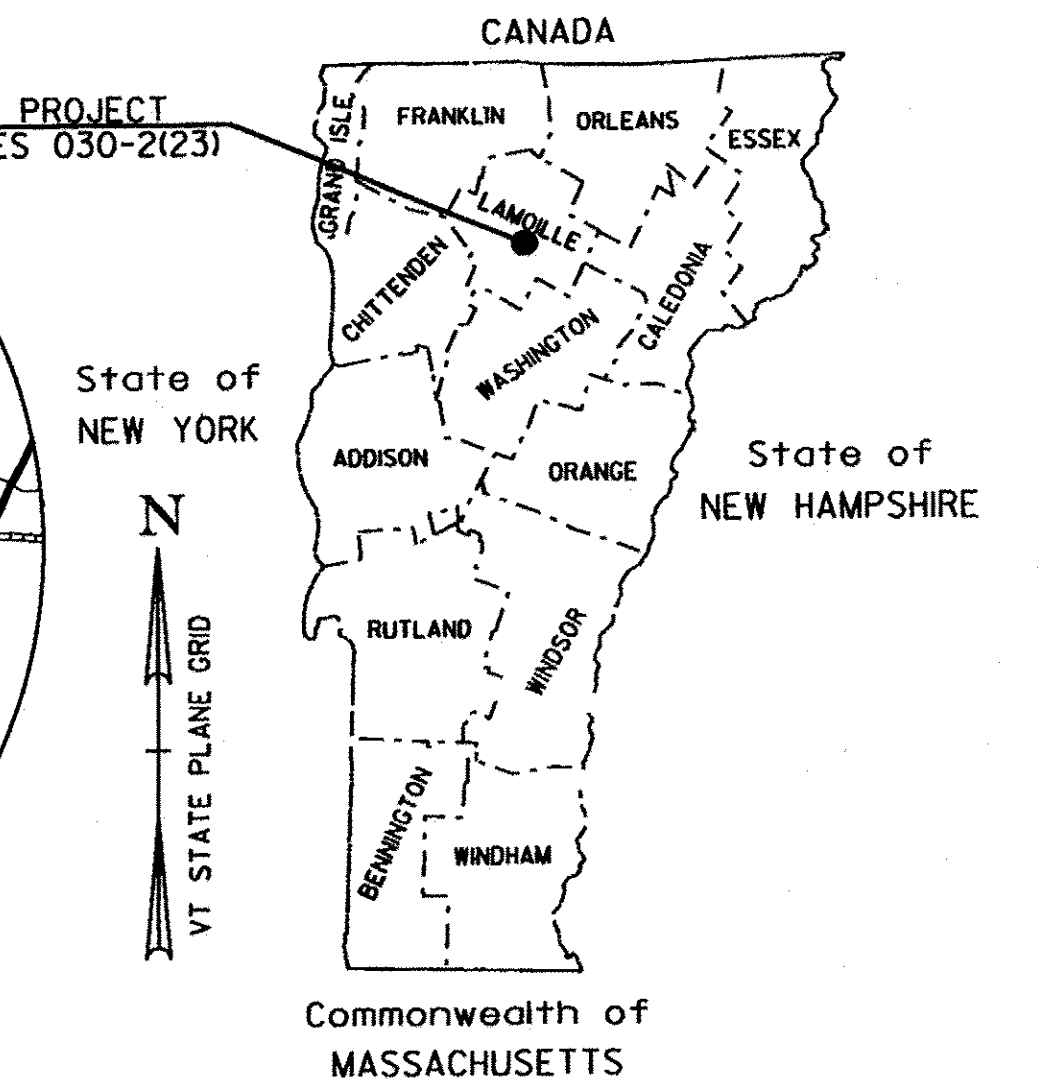 CANADA
PROJECT
ES 030-2(23)
GRAND ISLE
FRANKLIN
ORLEANS
ESSEX
LAMOILLE
CHITTENDEN
CALEDONIA
WASHINGTON
State of
NEW YORK
ADDISON
ORANGE
State of
NEW HAMPSHIRE
N
VT STATE PLANE GRID
RUTLAND
WINDSOR
BENNINGTON
WINDHAM
Commonwealth of
MASSACHUSETTS